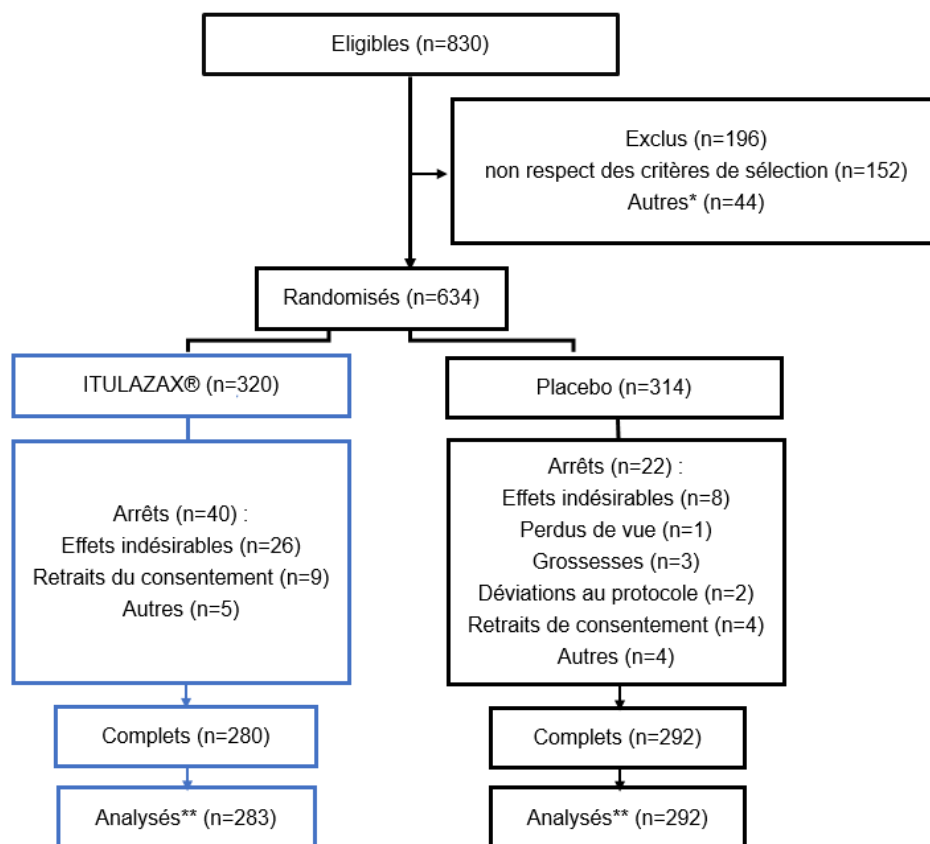 Eligibles (n=830)
Exclus (n=196)
non respect des critères de sélection (n=152)
Autres* (n=44)
Randomisés (n=634)
ITULAZAX® (n=320)
Placebo (n=314)
Arrêts (n=40) :
Effets indésirables (n=26)
Retraits du consentement (n=9)
Autres (n=5)
Arrêts (n=22) :
Effets indésirables (n=8)
Perdus de vue (n=1)
Grossesses (n=3)
Déviations au protocole (n=2)
Retraits de consentement (n=4)
Autres (n=4)
Complets (n=280)
Complets (n=292)
Analysés** (n=283)
Analysés** (n=292)